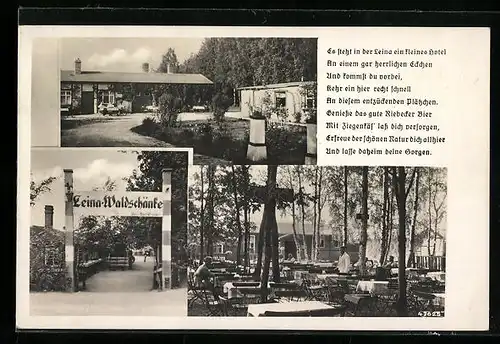 Es steht in der Leina ein kleines Hotel
An einem gar herrlichen Eckchen
Und kommst du vorbei,
Kehr ein hier recht schnell
An diesem entzückenden Plätzchen.
Genieße das gute Riebecker Bier
Mit Ziegenkäs' laß dich versorgen,
Erfreue der schönen Natur dich allhier
Und lasse daheim deine Sorgen.
Leina-Waldschänke
47625